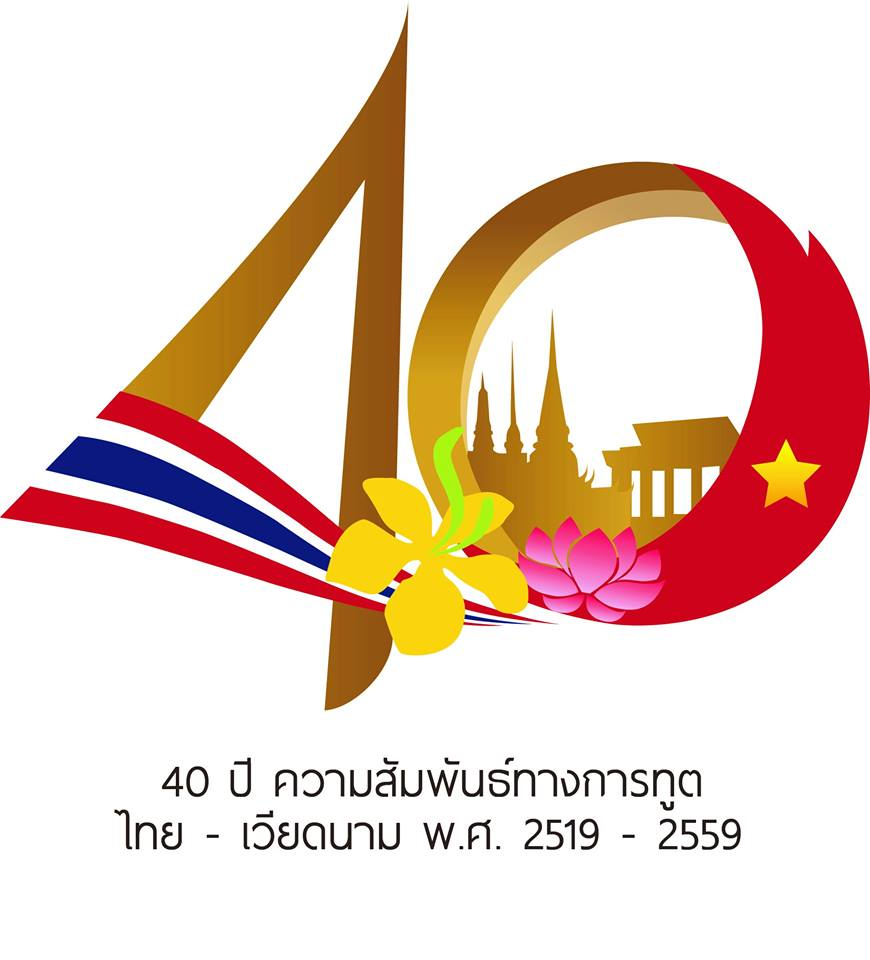 40
40 ปี ความสัมพันธ์ทางการทูต
ไทย - เวียดนาม พ.ศ. 2519 - 2559